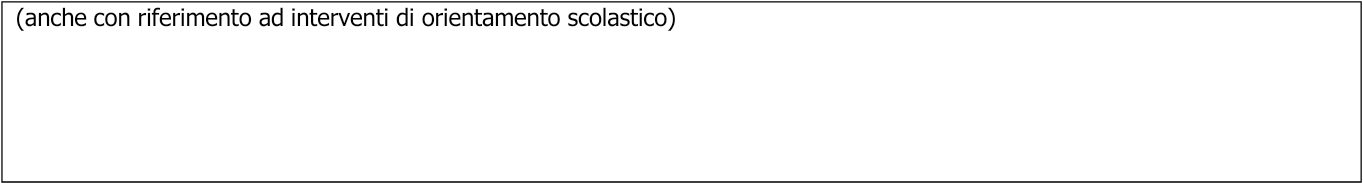 (anche con riferimento ad interventi di orientamento scolastico)